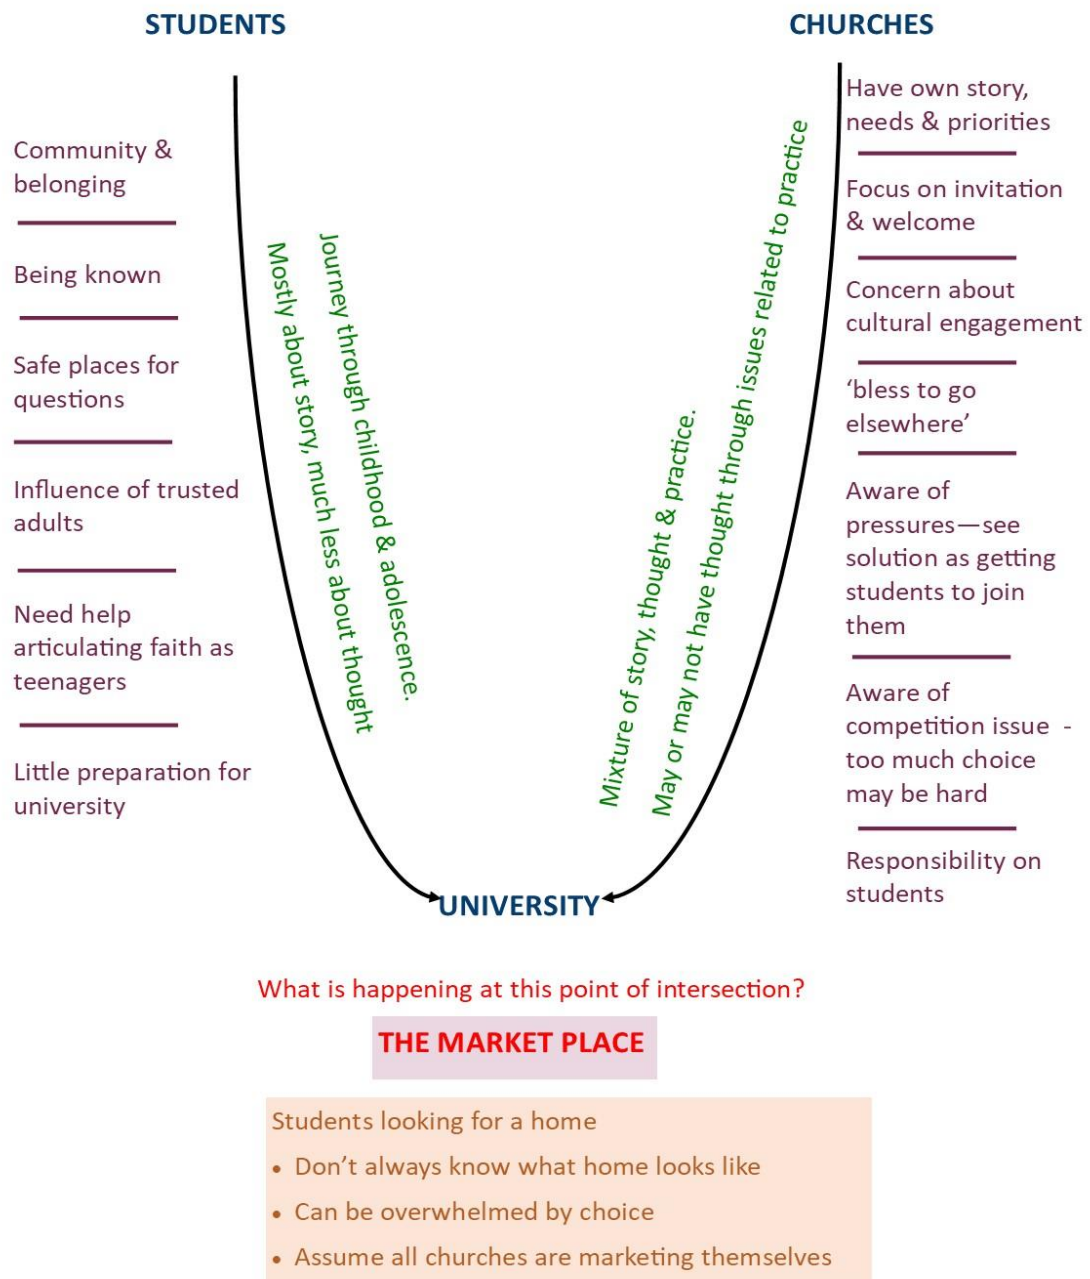 STUDENTS
Community &
belonging
Being known
Safe places for
questions
Influence of trusted
adults
Need help
articulating faith as
teenagers
Little preparation for
university
Journey through childhood & adolescence.
Mostly about story, much less about thought
CHURCHES
Mixture of story, thought & practice.
May or may not have thought through issues related to practice
Have own story,
needs & priorities
Focus on invitation
& welcome
Concern about
cultural engagement
‘bless to go
elsewhere’
Aware of
pressures—see
solution as getting
students to join
them
Aware of
competition issue -
too much choice
may be hard
Responsibility on
students
UNIVERSITY
What is happening at this point of intersection?
THE MARKET PLACE
Students looking for a home
• Don’t always know what home looks like
• Can be overwhelmed by choice
• Assume all churches are marketing themselves